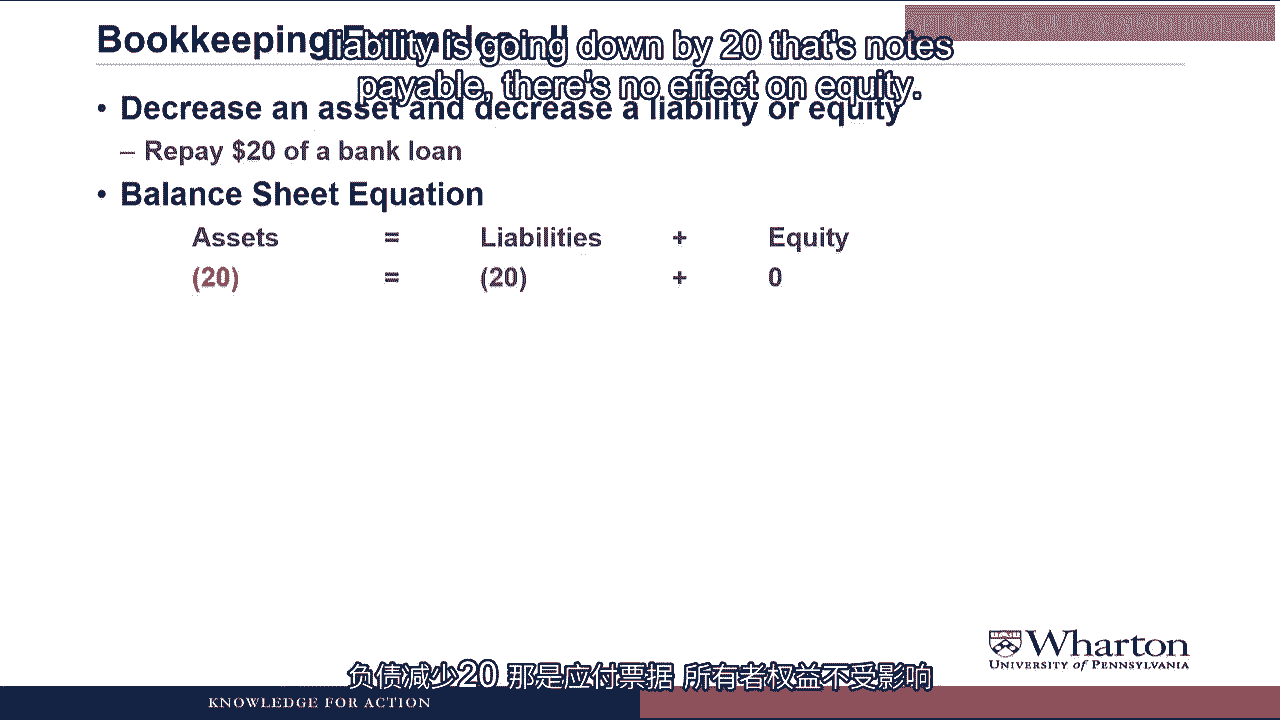 Bookkeeping
liability is going down by 20 that's notes
payable, there's no effect on equity.
• Decrease an asset and decrease a liability or equity
– Repay $20 of a bank loan
• Balance Sheet Equation
Assets = Liabilities + Equity
(20) = (20) + 0
Wharton
UNIVERSITY of PENNSYLVANIA
负债减少20 那是应付票据 所有者权益不受影响
KNOWLEDGE FOR ACTION